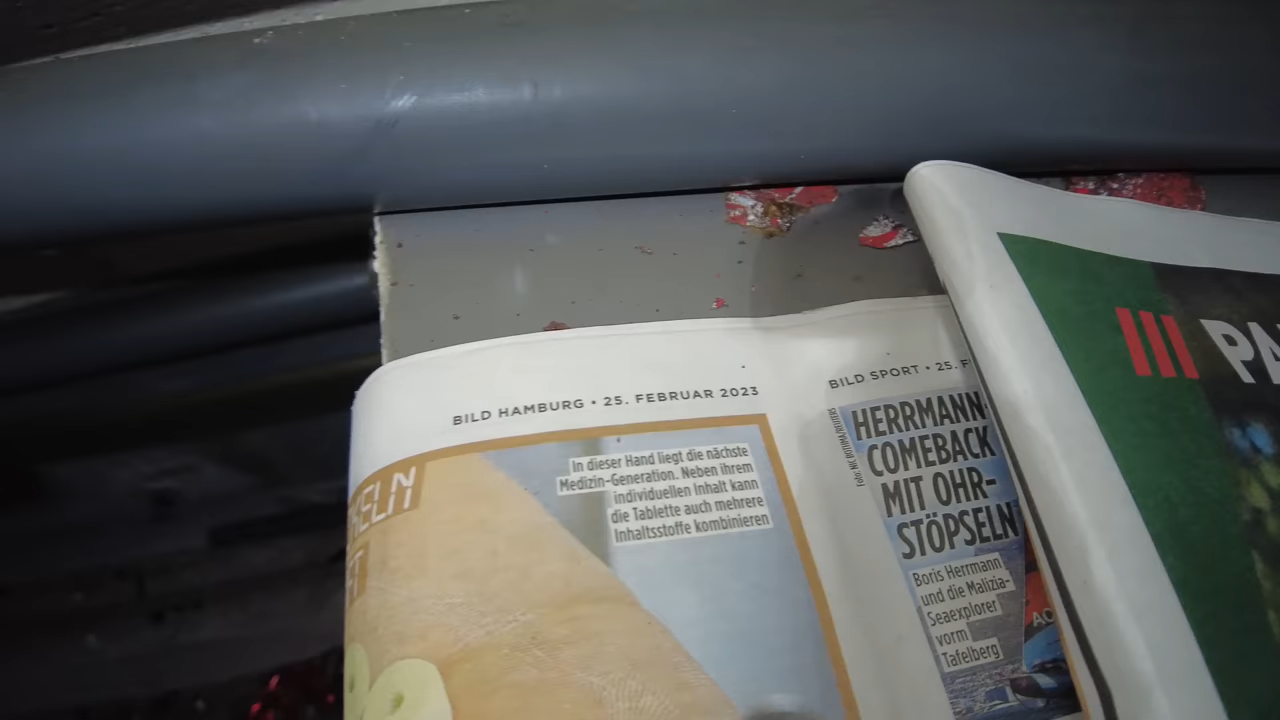 BILD HAMBURG • 25. FEBRUAR 2023
In dieser Hand liegt die nächste
Medizin-Generation. Neben ihrem
individuellen Inhalt kann
die Tablette auch mehrere
Inhaltsstoffe kombinieren
KELN
BILD SPORT • 25. F
HERRMANN-
COMEBACK
MIT OHR-
STÖPSELN
Boris Herrmann
und die Malizia-
Seaexplorer
vorm
Tafelberg
PA